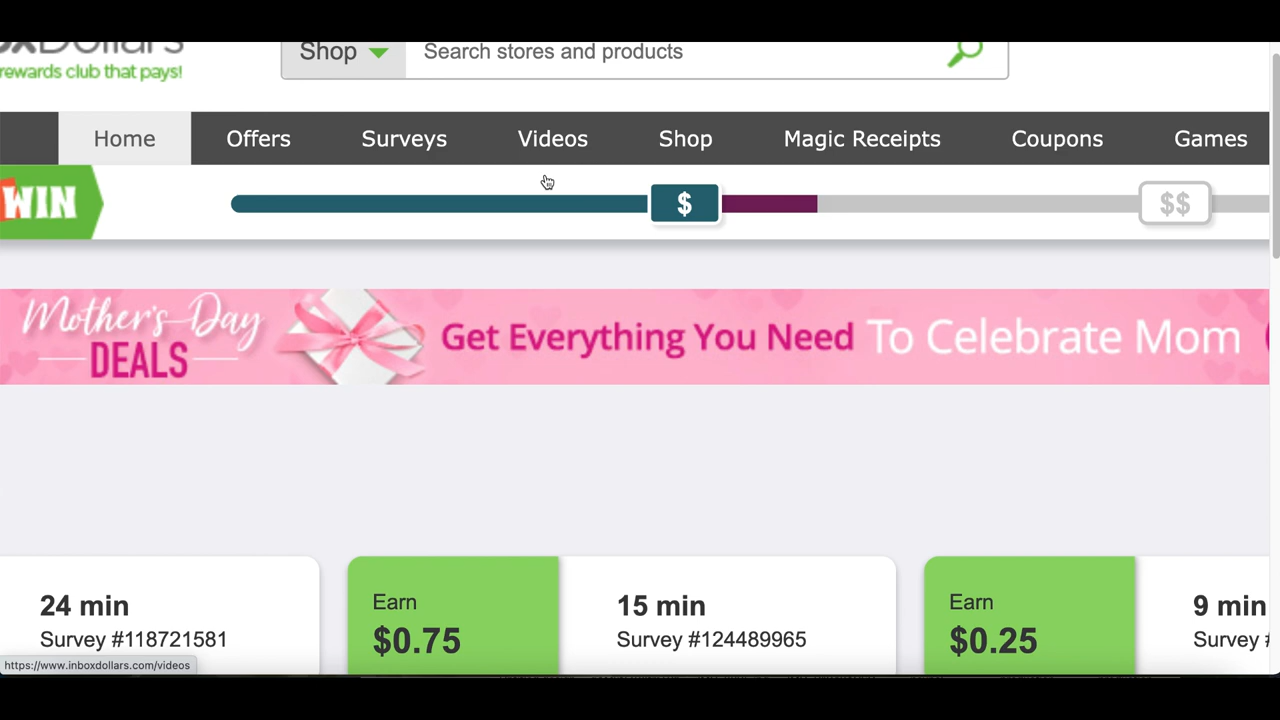 rewards club that pays!
Shop
Search stores and products
Home
Offers
Surveys
Videos
Shop
Magic Receipts
Coupons
Games
WIN
$
$$
Mother's Day
DEALS
Get Everything You Need To Celebrate Mom
24 min
Survey #118721581
Earn
$0.75
15 min
Survey #124489965
Earn
$0.25
9 min
Survey #
https://www.inboxdollars.com/videos